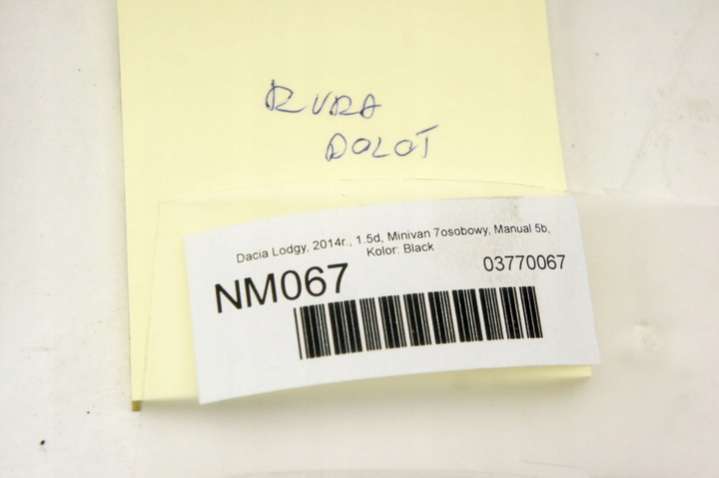 RURA
DOLOT
Dacia Lodgy, 2014r., 1.5d, Minivan 7osobowy, Manual 5b,
Kolor: Black
NM067
03770067